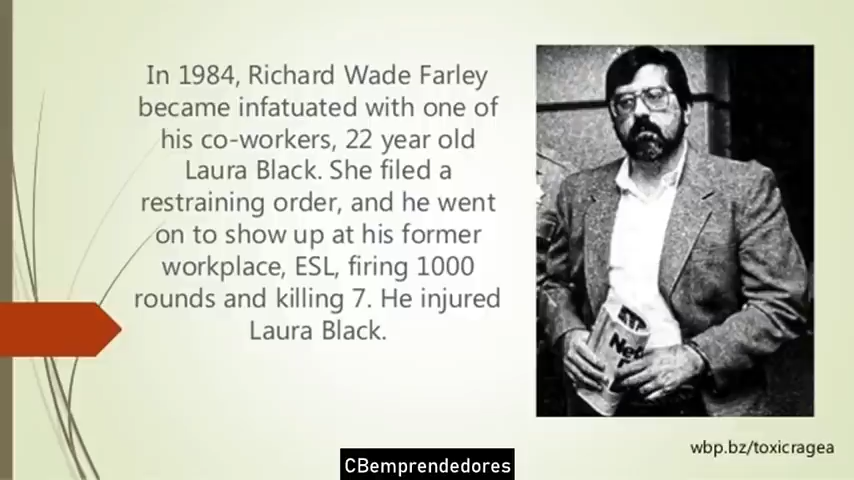 In 1984, Richard Wade Farley
became infatuated with one of
his co-workers, 22 year old
Laura Black. She filed a
restraining order, and he went
on to show up at his former
workplace, ESL, firing 1000
rounds and killing 7. He injured
Laura Black.
wbp.bz/toxicragea
CBemprendedores